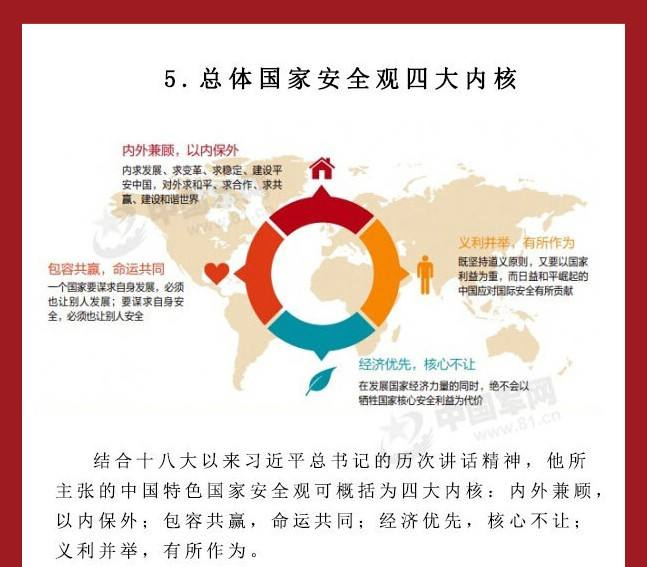 5.总体国家安全观四大内核
内外兼顾，以内保外
内求发展、求变革、求稳定、建设平
安中国，对外求和平、求合作、求共
赢、建设和谐世界
义利并举，有所作为
既坚持道义原则，又要以国家
利益为重，而日益和平崛起的
中国应对国际安全有所贡献
包容共赢，命运共同
一个国家要谋求自身发展，必须
也让别人发展；要谋求自身安
全，必须也让别人安全
经济优先，核心不让
在发展国家经济力量的同时，绝不会以
牺牲国家核心安全利益为代价
中国军网
www.81.cn
结合十八大以来习近平总书记的历次讲话精神，他所
主张的中国特色国家安全观可概括为四大内核：内外兼顾，
以内保外；包容共赢，命运共同；经济优先，核心不让；
义利并举，有所作为。